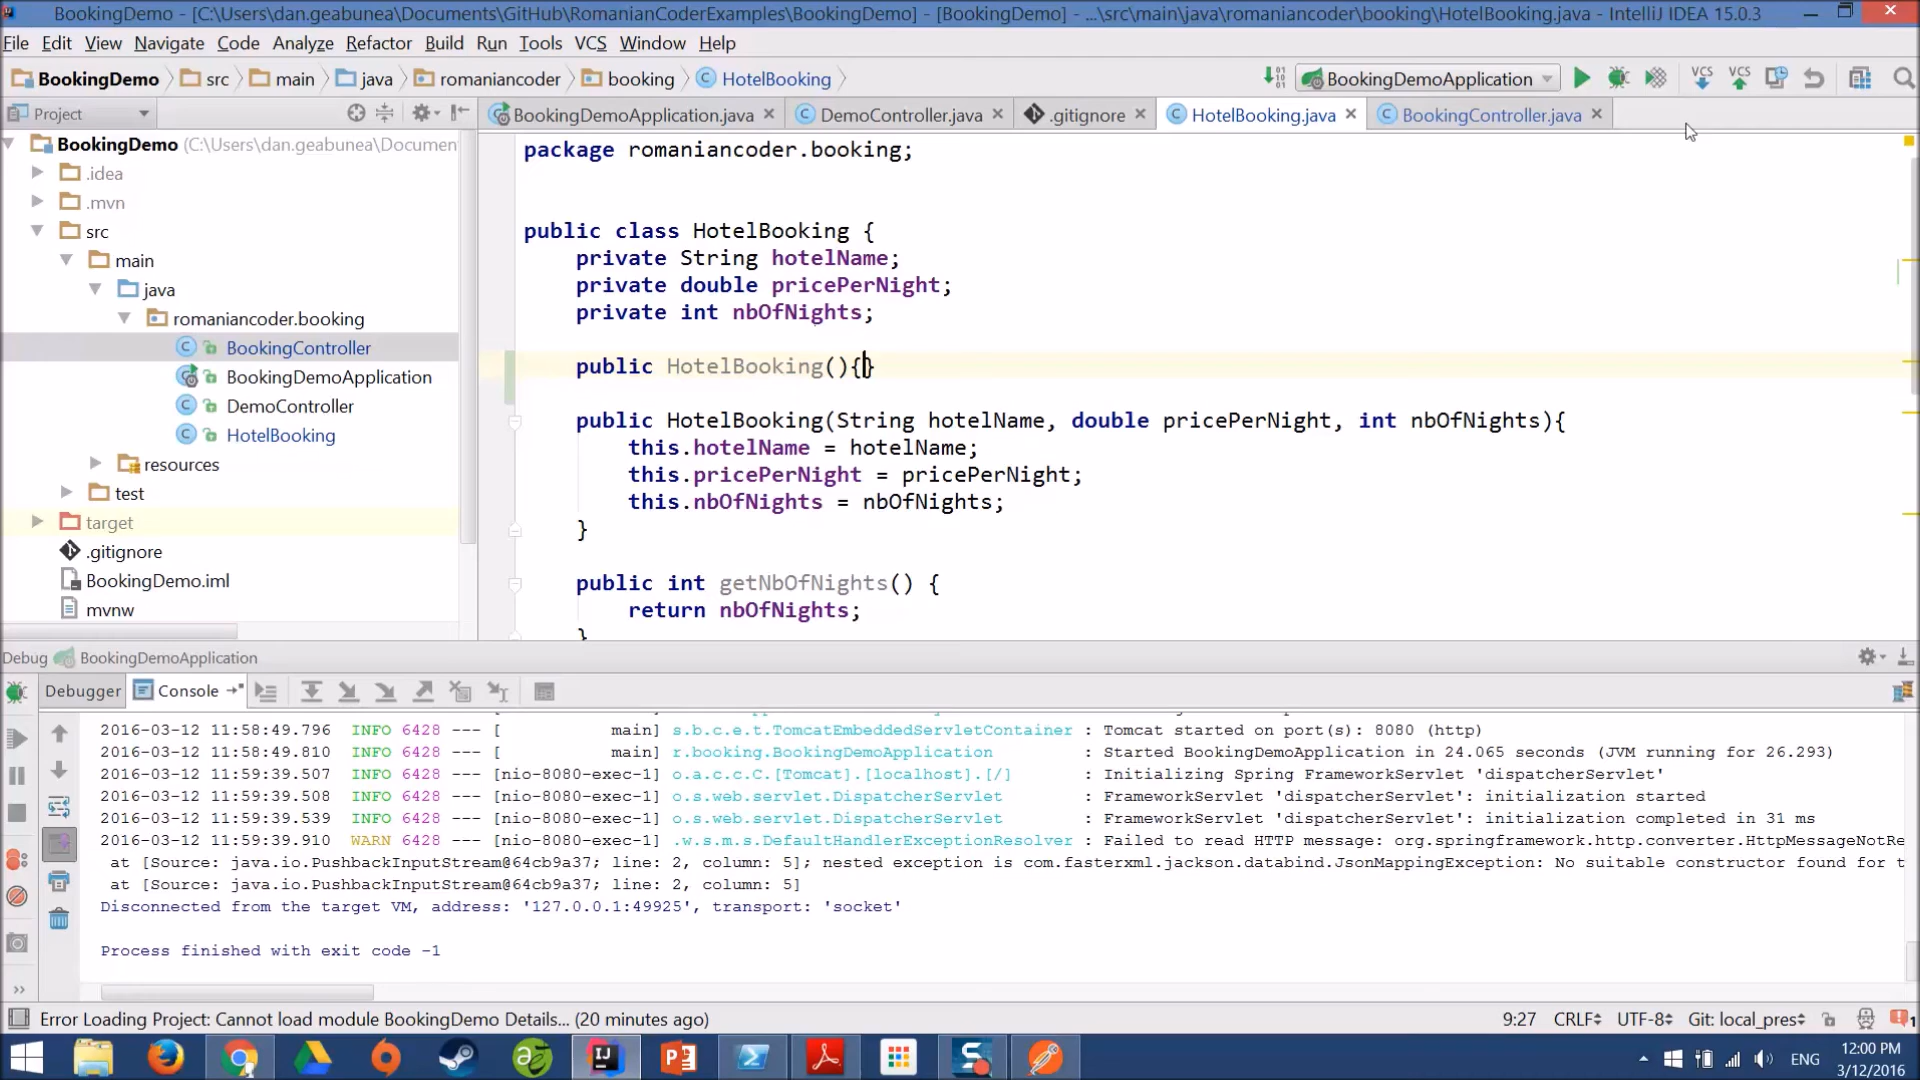 BookingDemo - [C:\Users\dan.geabunea\Documents\GitHub\RomanianCoderExamples\BookingDemo] - [BookingDemo] - ...\src\main\java\romaniancoder\booking\HotelBooking.java - IntelliJ IDEA 15.0.3
File Edit View Navigate Code Analyze Refactor Build Run Tools VCS Window Help
BookingDemo src main java romaniancoder booking HotelBooking BookingDemoApplication VCS VCS
Project BookingDemoApplication.java DemoController.java .gitignore HotelBooking.java BookingController.java
BookingDemo (C:\Users\dan.geabunea\Documen
.idea
.mvn
src
main
java
romaniancoder.booking
BookingController
BookingDemoApplication
DemoController
HotelBooking
resources
test
target
.gitignore
BookingDemo.iml
mvnw
package romaniancoder.booking;
public class HotelBooking {
private String hotelName;
private double pricePerNight;
private int nbOfNights;
public HotelBooking(){}
public HotelBooking(String hotelName, double pricePerNight, int nbOfNights){
this.hotelName = hotelName;
this.pricePerNight = pricePerNight;
this.nbOfNights = nbOfNights;
}
public int getNbOfNights() {
return nbOfNights;
}
Debug BookingDemoApplication
Debugger Console
2016-03-12 11:58:49.796 INFO 6428 --- [ main] s.b.c.e.t.TomcatEmbeddedServletContainer : Tomcat started on port(s): 8080 (http)
2016-03-12 11:58:49.810 INFO 6428 --- [ main] r.booking.BookingDemoApplication : Started BookingDemoApplication in 24.065 seconds (JVM running for 26.293)
2016-03-12 11:59:39.507 INFO 6428 --- [nio-8080-exec-1] o.a.c.c.C.[Tomcat].[localhost].[/] : Initializing Spring FrameworkServlet 'dispatcherServlet'
2016-03-12 11:59:39.508 INFO 6428 --- [nio-8080-exec-1] o.s.web.servlet.DispatcherServlet : FrameworkServlet 'dispatcherServlet': initialization started
2016-03-12 11:59:39.539 INFO 6428 --- [nio-8080-exec-1] o.s.web.servlet.DispatcherServlet : FrameworkServlet 'dispatcherServlet': initialization completed in 31 ms
2016-03-12 11:59:39.910 WARN 6428 --- [nio-8080-exec-1] .w.s.m.s.DefaultHandlerExceptionResolver : Failed to read HTTP message: org.springframework.http.converter.HttpMessageNotRe
at [Source: java.io.PushbackInputStream@64cb9a37; line: 2, column: 5]; nested exception is com.fasterxml.jackson.databind.JsonMappingException: No suitable constructor found for t
at [Source: java.io.PushbackInputStream@64cb9a37; line: 2, column: 5]
Disconnected from the target VM, address: '127.0.0.1:49925', transport: 'socket'
Process finished with exit code -1
Error Loading Project: Cannot load module BookingDemo Details... (20 minutes ago) 9:27 CRLF UTF-8 Git: local_pres
ENG 12:00 PM
3/12/2016